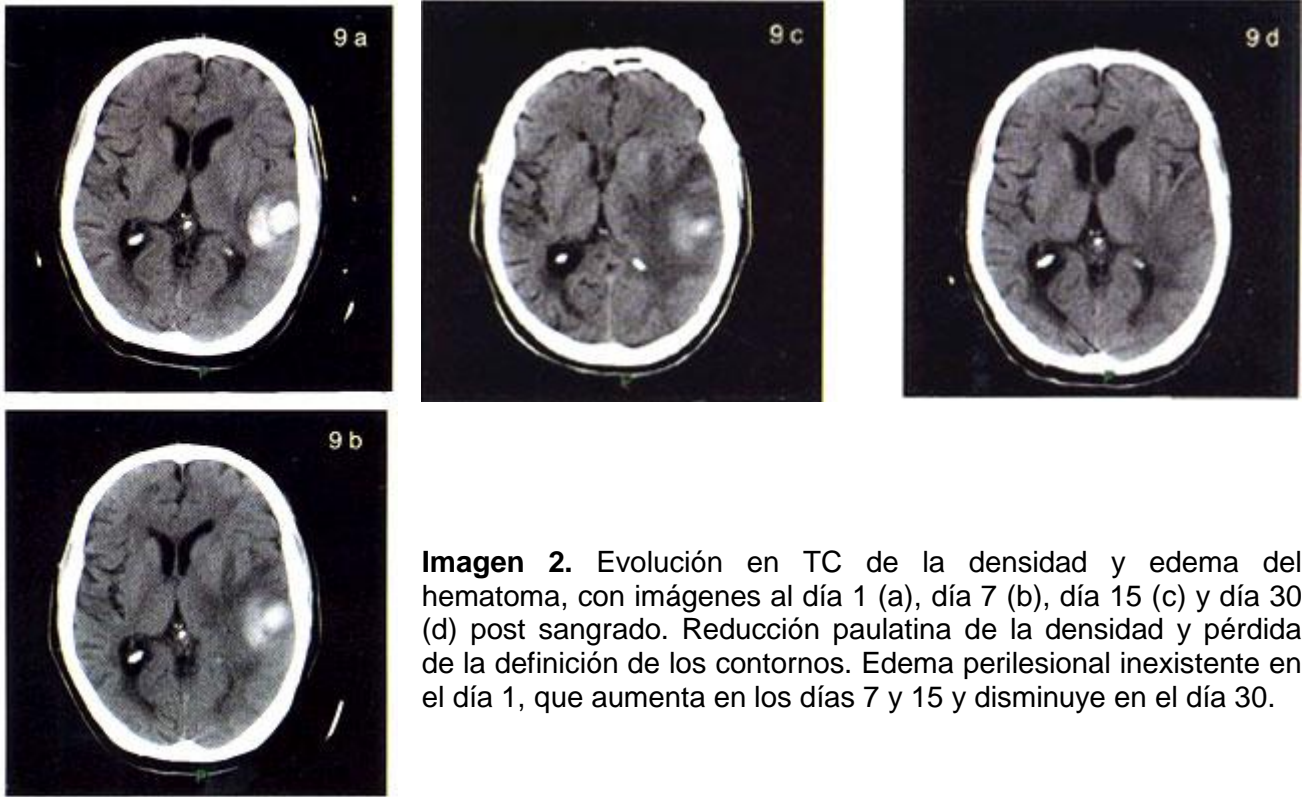 9 a
9 c
9 d
9 b
P
P
P
P
Imagen 2. Evolución en TC de la densidad y edema del
hematoma, con imágenes al día 1 (a), día 7 (b), día 15 (c) y día 30
(d) post sangrado. Reducción paulatina de la densidad y pérdida
de la definición de los contornos. Edema perilesional inexistente en
el día 1, que aumenta en los días 7 y 15 y disminuye en el día 30.